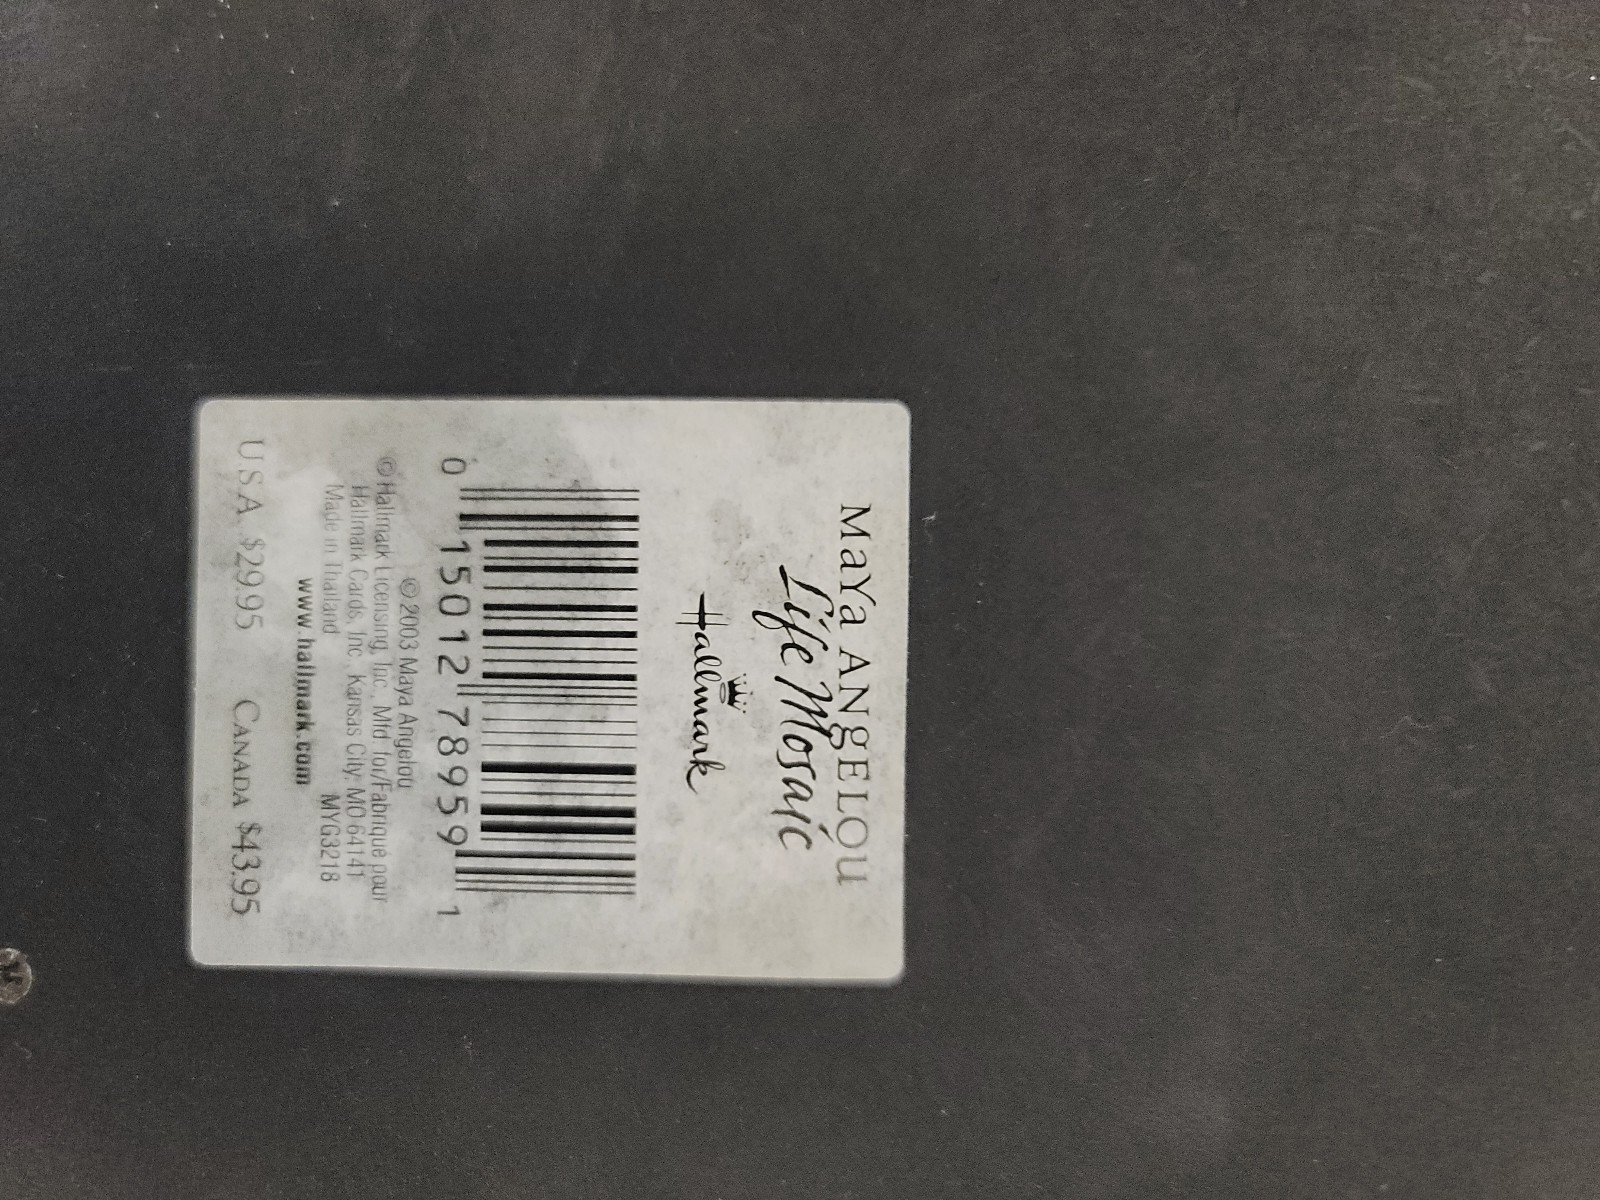 MaYa ANgELOU
Life Mosaic
Hallmark
0 15012 78959 1
© 2003 Maya Angelou
© Hallmark Licensing, Inc., Mfd. for/Fabriqué pour
Hallmark Cards, Inc., Kansas City, MO 64141
Made in Thailand MYG3218
www.hallmark.com
USA $29.95 CANADA $43.95